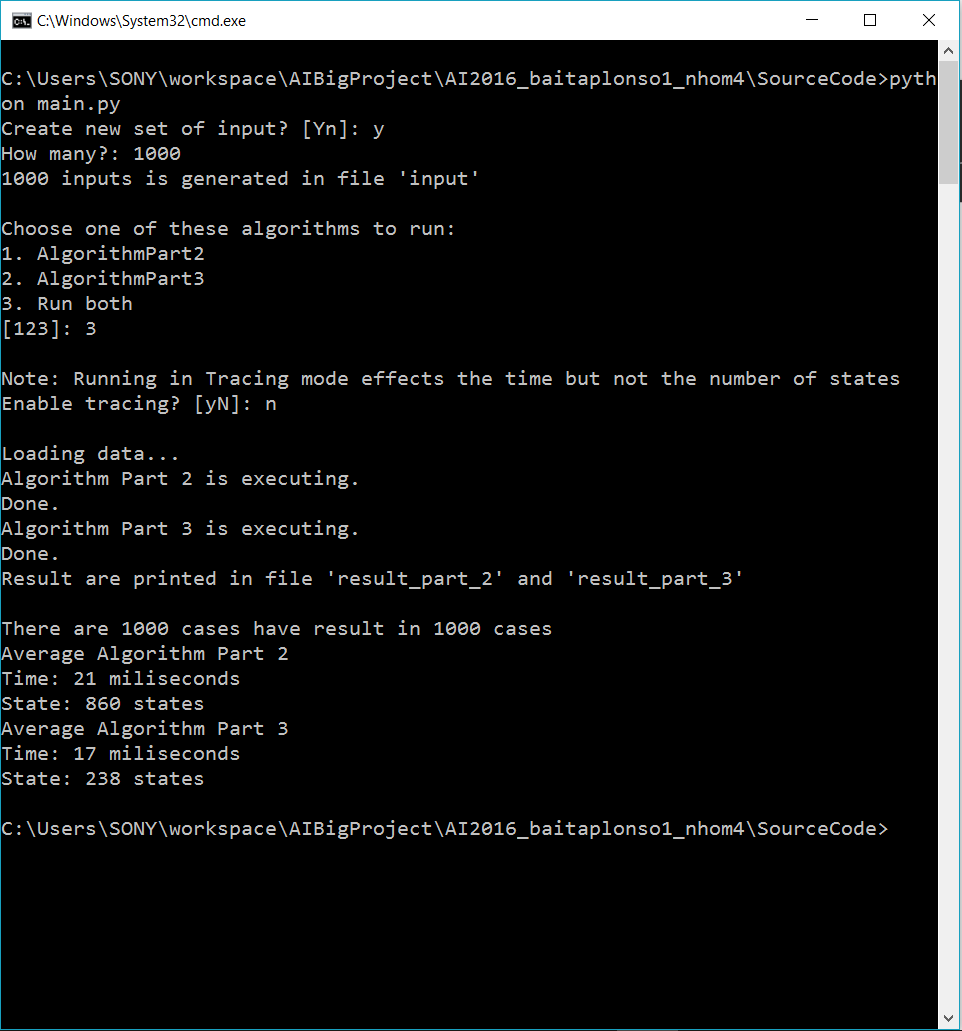 C:\Windows\System32\cmd.exe
C:\Users\SONY\workspace\AIBigProject\AI2016_baitaplonso1_nhom4\SourceCode>pyth
on main.py
Create new set of input? [Yn]: y
How many?: 1000
1000 inputs is generated in file 'input'
Choose one of these algorithms to run:
1. AlgorithmPart2
2. AlgorithmPart3
3. Run both
[123]: 3
Note: Running in Tracing mode effects the time but not the number of states
Enable tracing? [yN]: n
Loading data...
Algorithm Part 2 is executing.
Done.
Algorithm Part 3 is executing.
Done.
Result are printed in file 'result_part_2' and 'result_part_3'
There are 1000 cases have result in 1000 cases
Average Algorithm Part 2
Time: 21 miliseconds
State: 860 states
Average Algorithm Part 3
Time: 17 miliseconds
State: 238 states
C:\Users\SONY\workspace\AIBigProject\AI2016_baitaplonso1_nhom4\SourceCode>